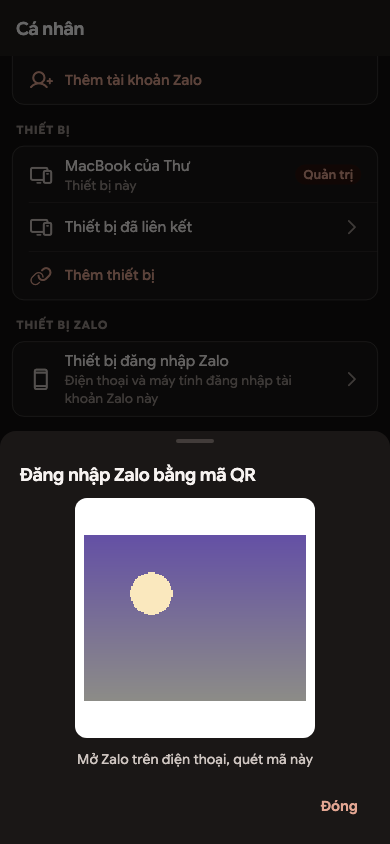 Cá nhân
Thêm tài khoản Zalo
THIẾT BỊ
MacBook của Thư
Thiết bị này
Quản trị
Thiết bị đã liên kết
Thêm thiết bị
THIẾT BỊ ZALO
Thiết bị đăng nhập Zalo
Điện thoại và máy tính đăng nhập tài
khoản Zalo này
Đăng nhập Zalo bằng mã QR
Mở Zalo trên điện thoại, quét mã này
Đóng